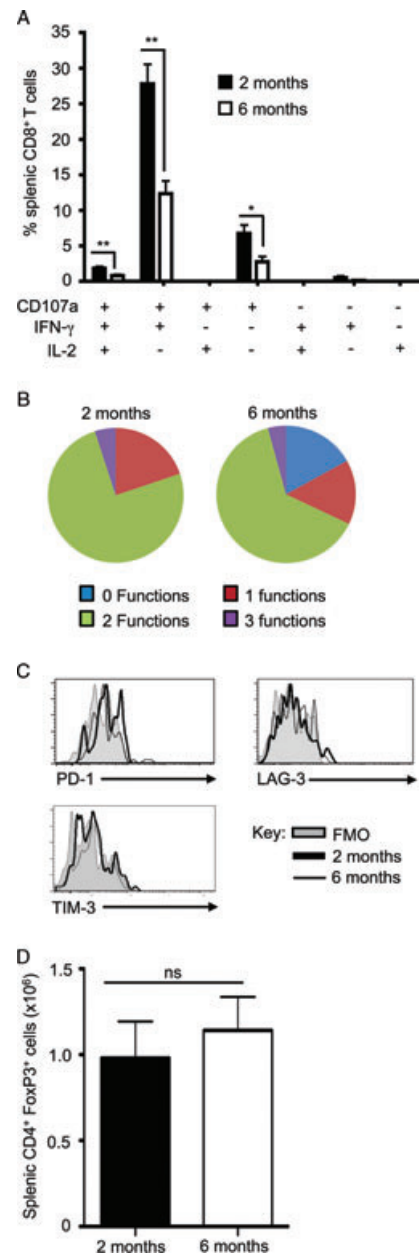 A
% splenic CD8⁺ T cells
35
30
25
20
15
10
5
0
**
**
*
2 months
6 months
CD107a + + + + - - -
IFN-γ + + - - + + -
IL-2 + - + - + - +
B
2 months 6 months
0 Functions 1 functions
2 Functions 3 functions
C
PD-1 LAG-3
TIM-3
Key: FMO
2 months
6 months
D
Splenic CD4⁺ FoxP3⁺ cells (x10⁶)
1.5
1.0
0.5
0
ns
2 months 6 months